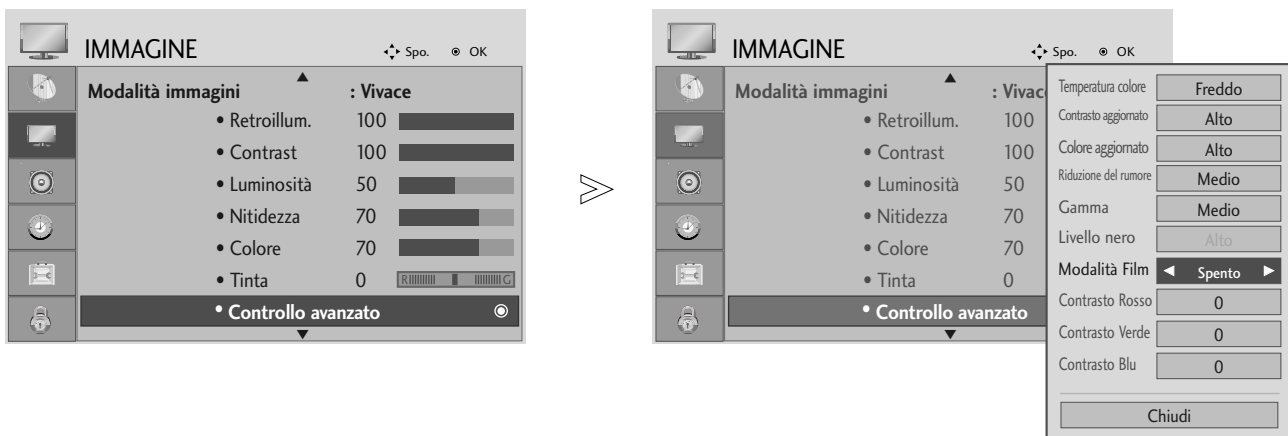 IMMAGINE
Spo. OK
Modalità immagini : Vivace
• Retroillum. 100
• Contrast 100
• Luminosità 50
• Nitidezza 70
• Colore 70
• Tinta 0 R G
• Controllo avanzato
IMMAGINE
Spo. OK
Modalità immagini : Vivac
• Retroillum. 100
• Contrast 100
• Luminosità 50
• Nitidezza 70
• Colore 70
• Tinta 0
• Controllo avanzato
Temperatura colore Freddo
Contrasto aggiornato Alto
Colore aggiornato Alto
Riduzione del rumore Medio
Gamma Medio
Livello nero Alto
Modalità Film ◄ Spento ►
Contrasto Rosso 0
Contrasto Verde 0
Contrasto Blu 0
Chiudi